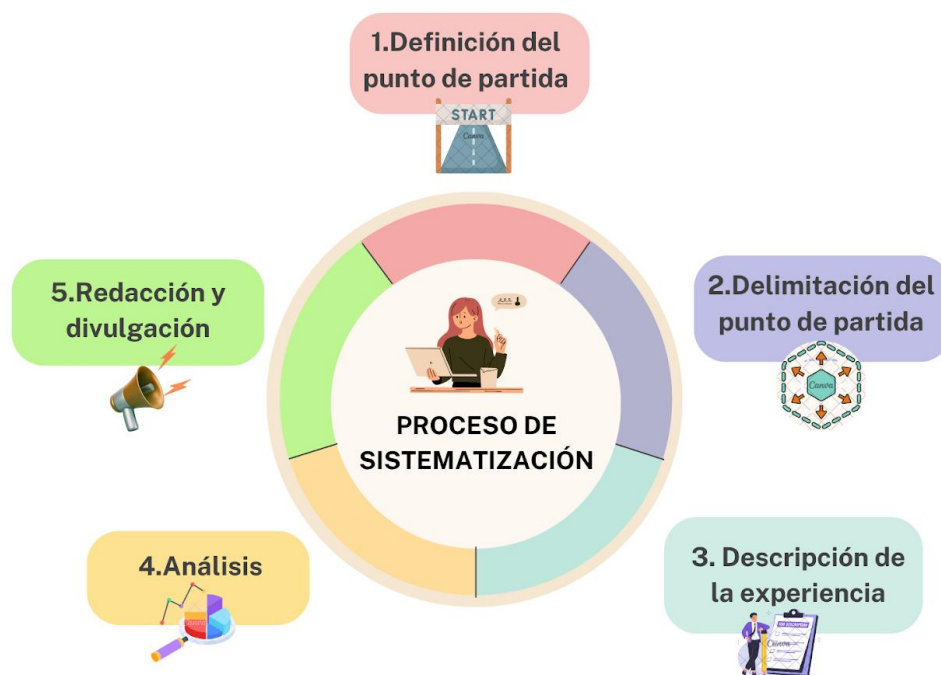 1.Definición del
punto de partida
START
Canva
2.Delimitación del
punto de partida
Canva
3. Descripción de
la experiencia
Canva
4.Análisis
5.Redacción y
divulgación
PROCESO DE
SISTEMATIZACIÓN